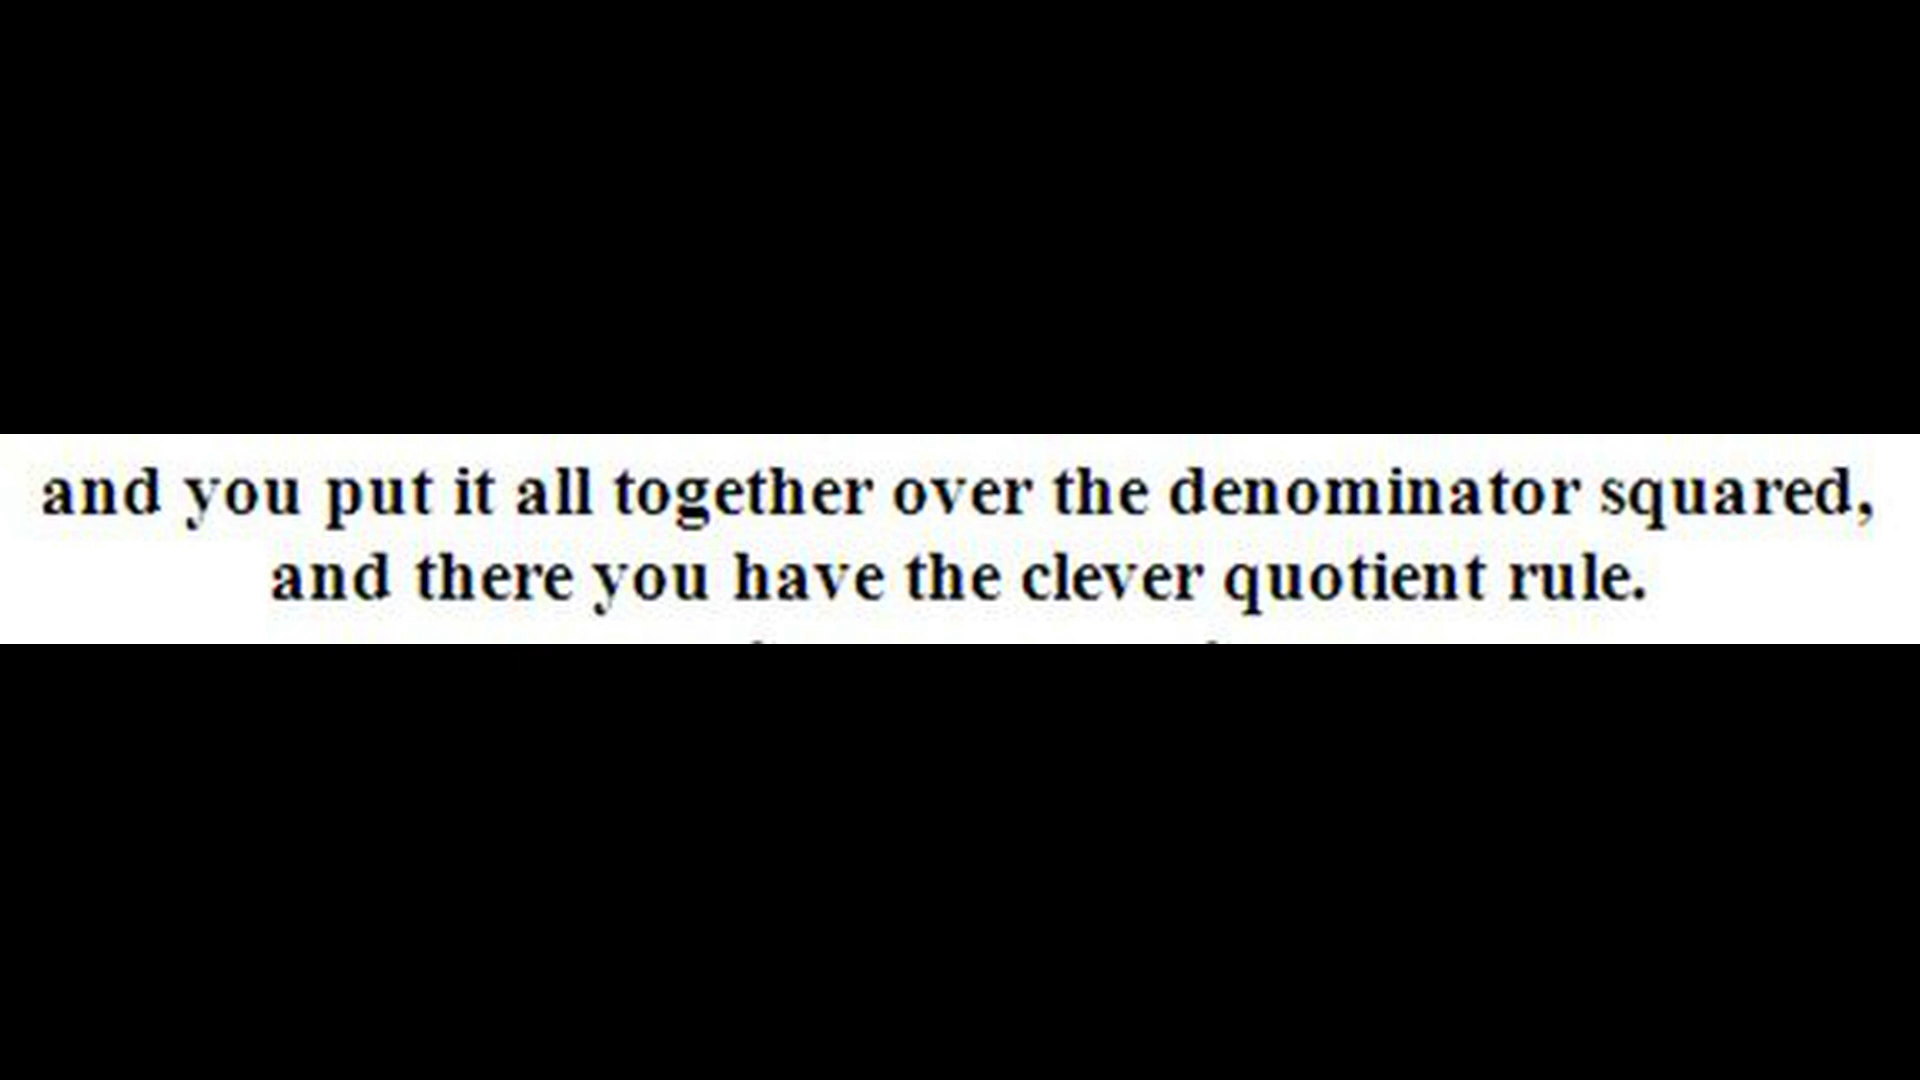 and you put it all together over the denominator squared,
and there you have the clever quotient rule.